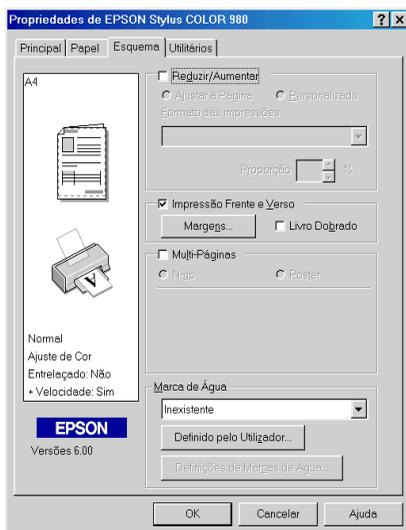 Propriedades de EPSON Stylus COLOR 980
Principal Papel Esquema Utilitários
A4
Normal
Ajuste de Cor
Entrelaçado: Não
+ Velocidade: Sim
EPSON
Versões 6.00
Reduzir/Aumentar
Ajustar à Página Personalizado
Formato das impressões
Proporção %
Impressão Frente e Verso
Margens... Livro Dobrado
Multi-Páginas
N-up Poster
Marca de Água
Inexistente
Definido pelo Utilizador...
Definições de Marcas de Água...
OK Cancelar Ajuda